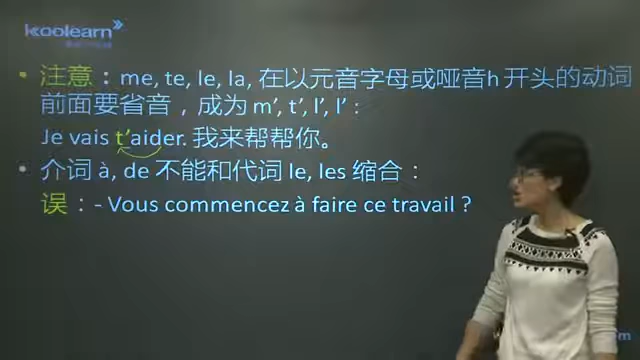 koolearn
• 注意：me, te, le, la, 在以元音字母或哑音h 开头的动词
前面要省音，成为 m’, t’, l’, l’：
Je vais t’aider. 我来帮帮你。
• 介词 à, de 不能和代词 le, les 缩合：
误：- Vous commencez à faire ce travail ?